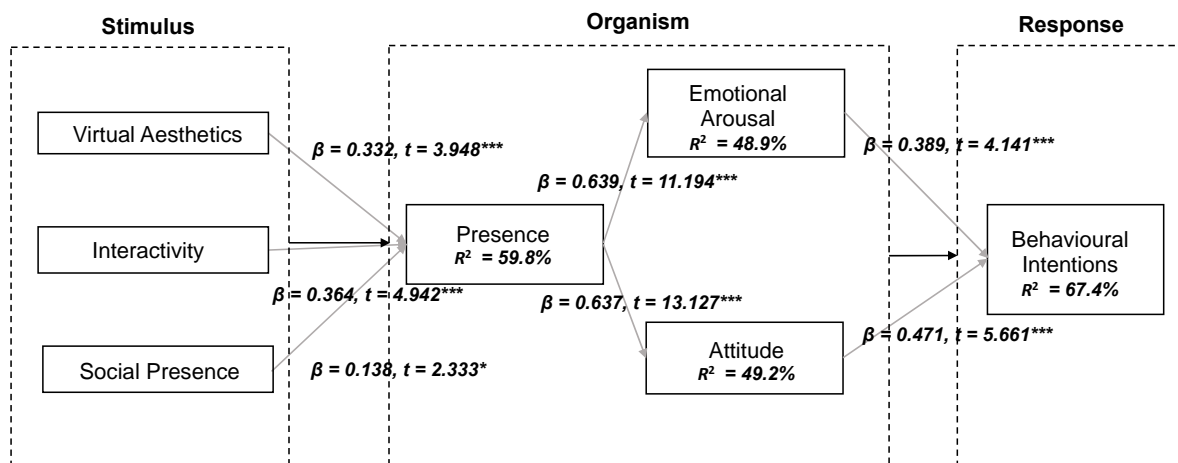 Stimulus
Organism
Response
Virtual Aesthetics
Interactivity
Social Presence
β = 0.332, t = 3.948***
β = 0.364, t = 4.942***
β = 0.138, t = 2.333*
Presence
R² = 59.8%
β = 0.639, t = 11.194***
β = 0.637, t = 13.127***
Emotional
Arousal
R² = 48.9%
Attitude
R² = 49.2%
β = 0.389, t = 4.141***
β = 0.471, t = 5.661***
Behavioural
Intentions
R² = 67.4%